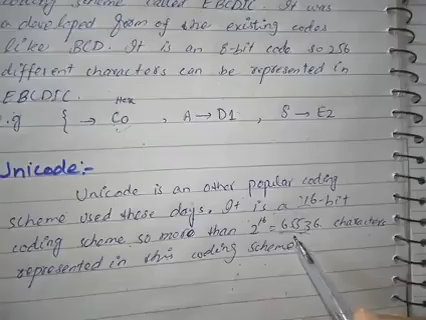 coding scheme called EBCDIC. It was
a developed form of the existing codes
like BCD. It is an 8-bit code so 256
different characters can be represented in
EBCDIC.
e.g { → C0 Hex, A → D1, S → E2
Unicode:-
Unicode is an other popular coding
scheme used these days. It is a 16-bit
coding scheme so more than 2^16 = 65536 characters
represented in this coding scheme